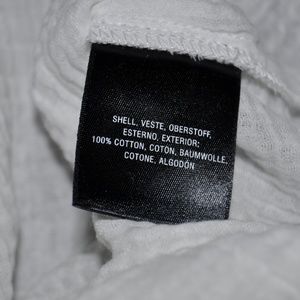 SHELL, VESTE, OBERSTOFF,
ESTERNO, EXTERIOR:
100% COTTON, COTON, BAUMWOLLE,
COTONE, ALGODÓN